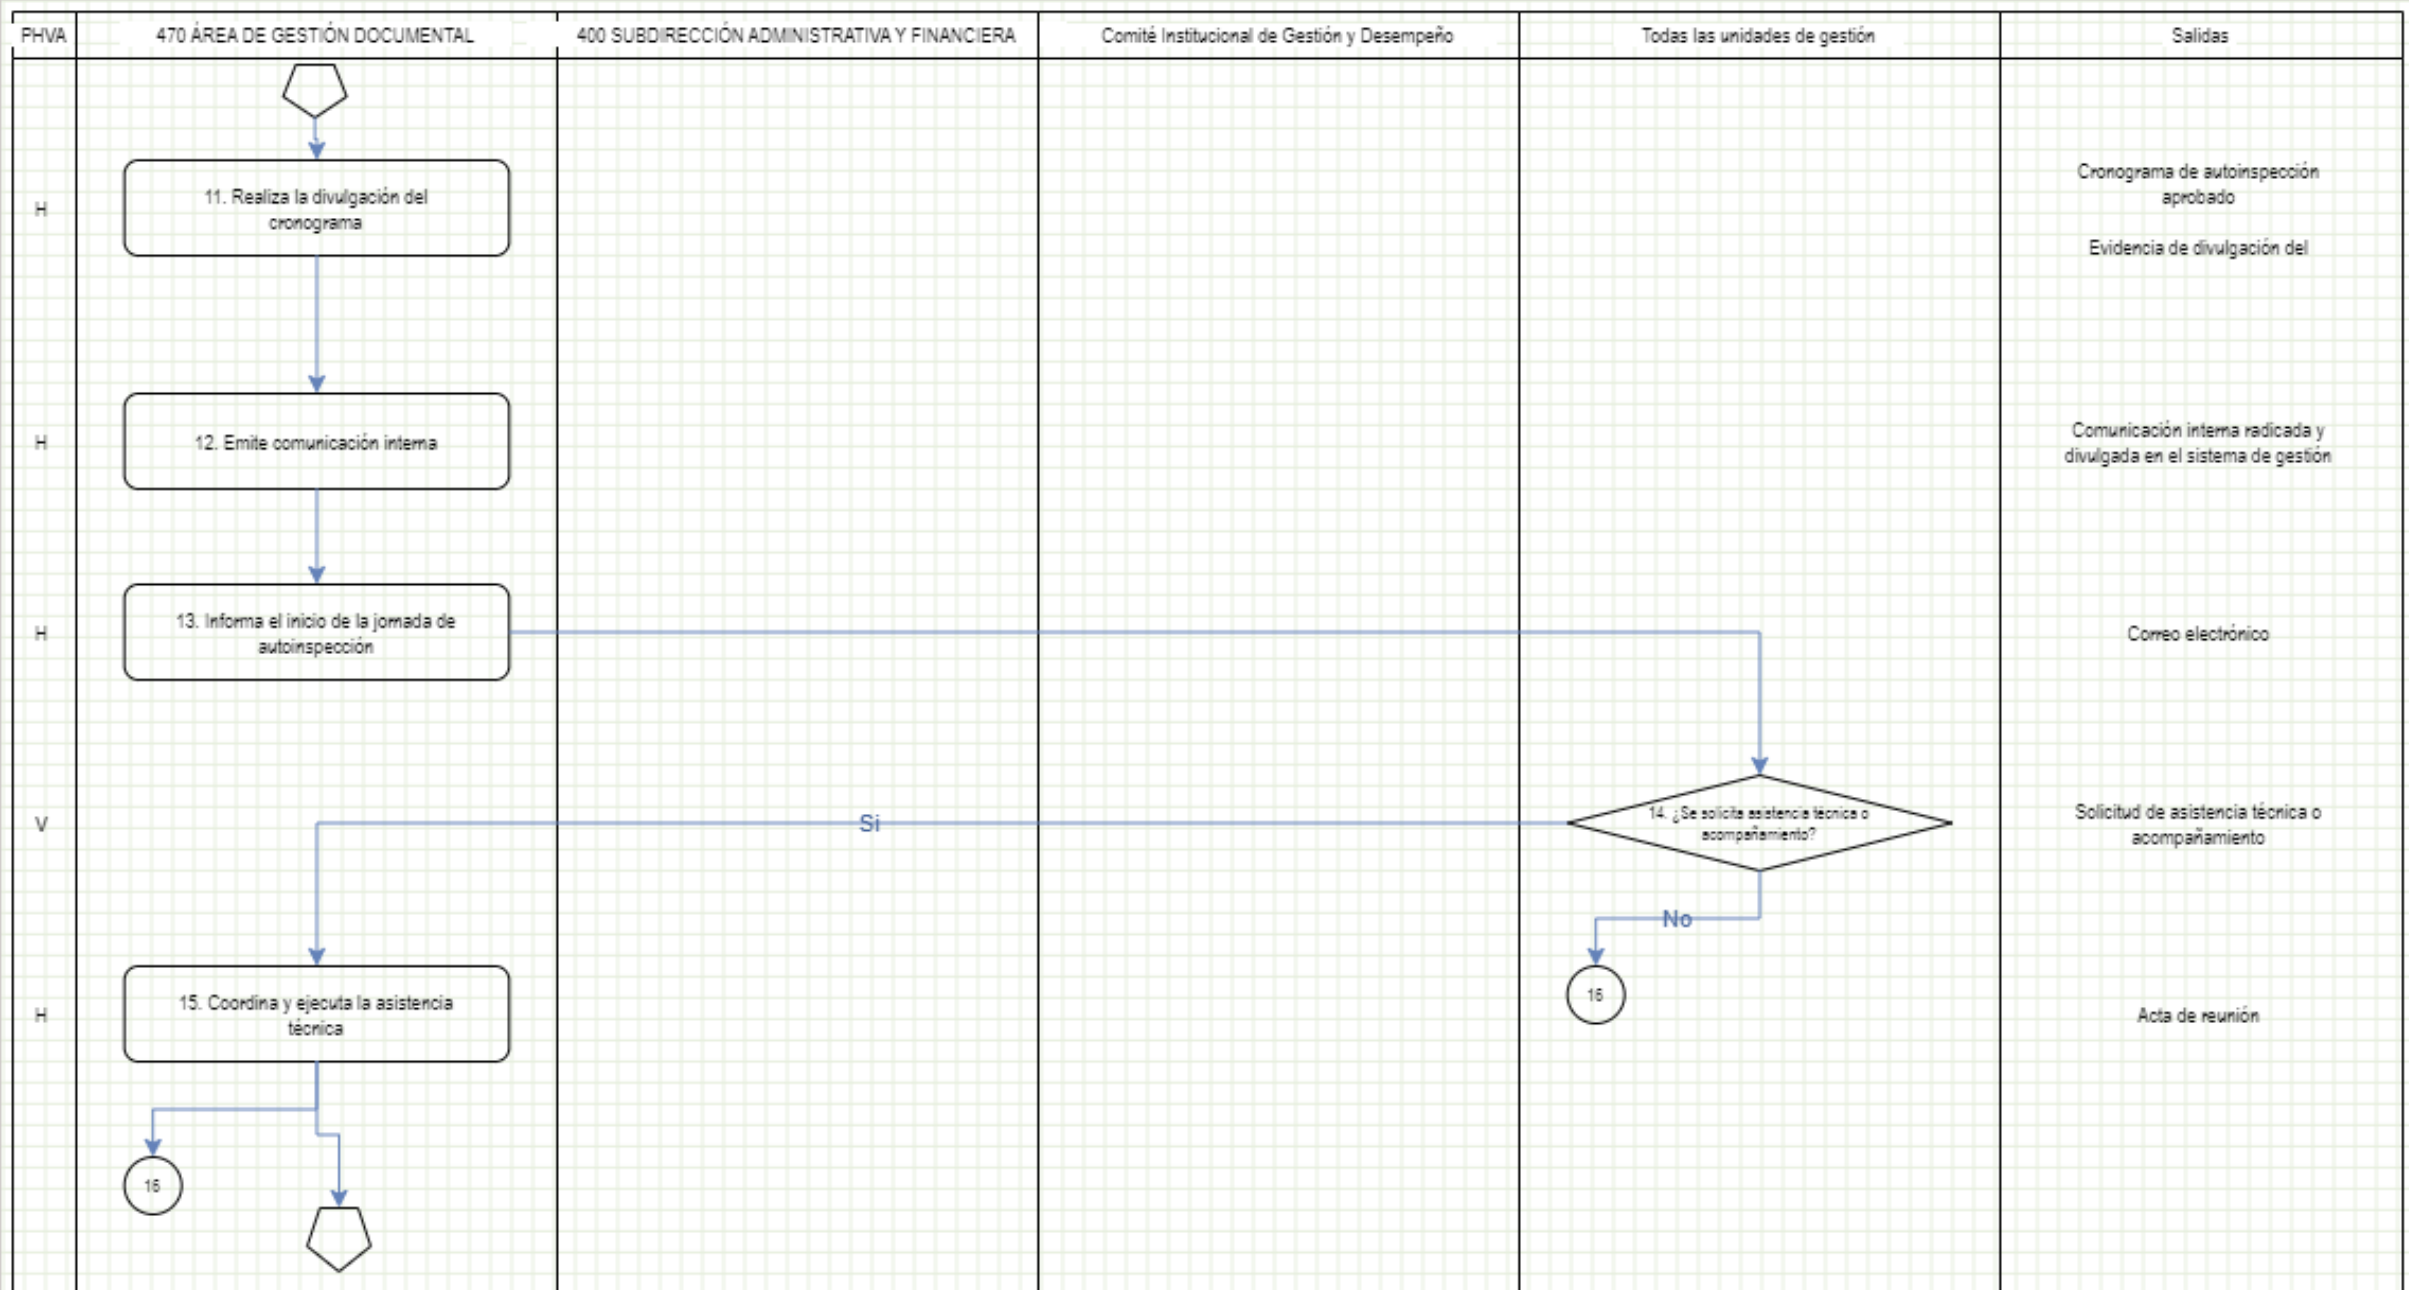 PHVA
470 ÁREA DE GESTIÓN DOCUMENTAL
400 SUBDIRECCIÓN ADMINISTRATIVA Y FINANCIERA
Comité Institucional de Gestión y Desempeño
Todas las unidades de gestión
Salidas
H
11. Realiza la divulgación del
cronograma
Cronograma de autoinspección
aprobado
Evidencia de divulgación del
H
12. Emite comunicación interna
Comunicación interna radicada y
divulgada en el sistema de gestión
H
13. Informa el inicio de la jornada de
autoinspección
Correo electrónico
V
Si
14. ¿Se solicita asistencia técnica o
acompañamiento?
Solicitud de asistencia técnica o
acompañamiento
No
H
15. Coordina y ejecuta la asistencia
técnica
16
Acta de reunión
16